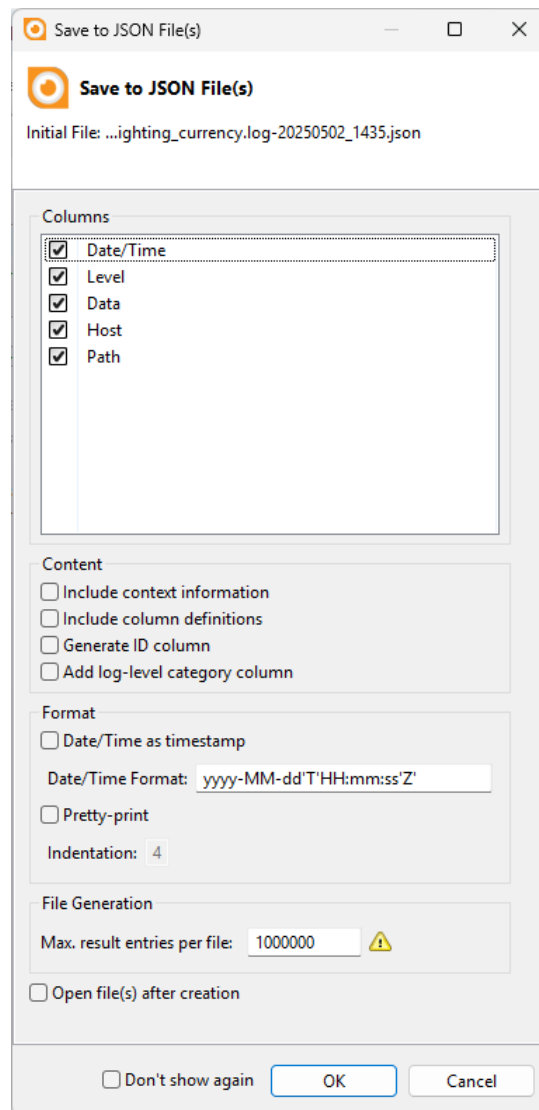 Save to JSON File(s)
Save to JSON File(s)
Initial File: ...ighting_currency.log-20250502_1435.json
Columns
Date/Time
Level
Data
Host
Path
Content
Include context information
Include column definitions
Generate ID column
Add log-level category column
Format
Date/Time as timestamp
Date/Time Format: yyyy-MM-dd'T'HH:mm:ss'Z'
Pretty-print
Indentation: 4
File Generation
Max. result entries per file: 1000000
Open file(s) after creation
Don't show again OK Cancel